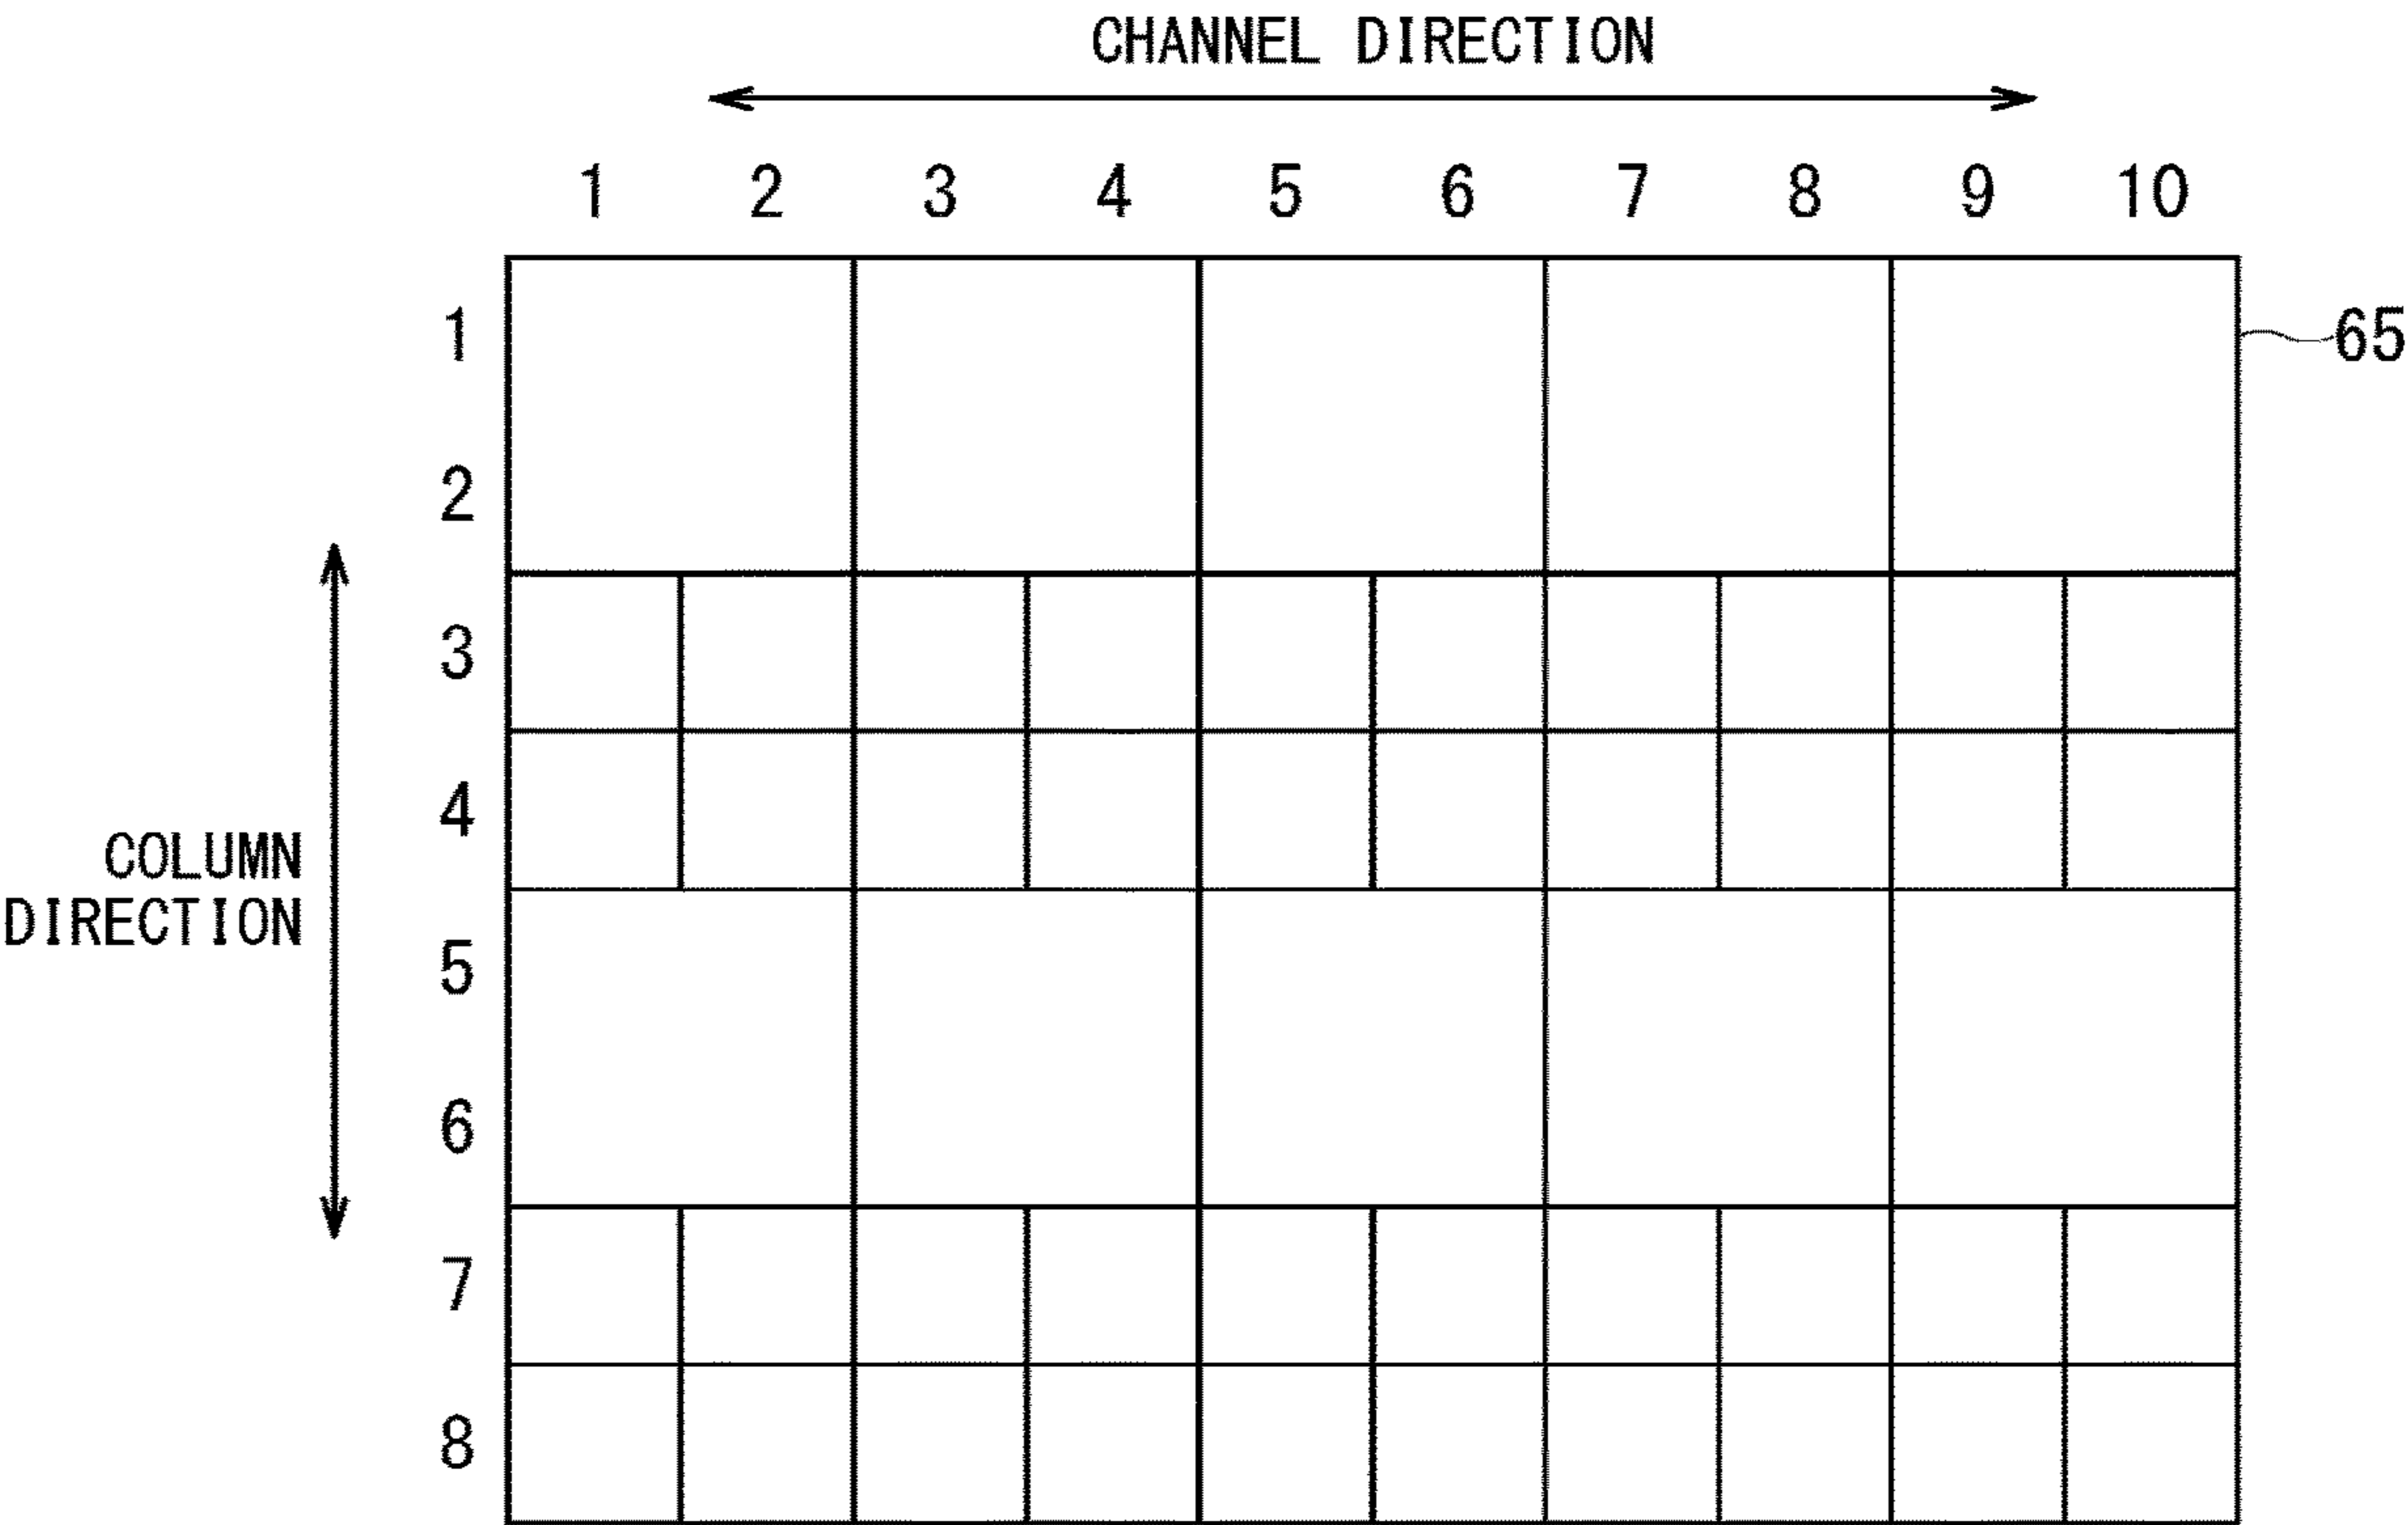 CHANNEL DIRECTION
1 2 3 4 5 6 7 8 9 10
1
65
2
3
4
COLUMN
DIRECTION
5
6
7
8